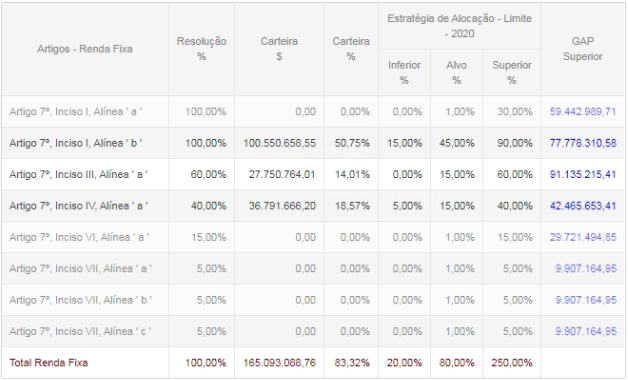 Artigos - Renda Fixa Resolução % Carteira $ Carteira % Estratégia de Alocação - Limite - 2020 GAP Superior
Inferior % Alvo % Superior %
Artigo 7º, Inciso I, Alínea ' a ' 100,00% 0,00 0,00% 0,00% 1,00% 30,00% 59.442.989,71
Artigo 7º, Inciso I, Alínea ' b ' 100,00% 100.550.658,55 50,75% 15,00% 45,00% 90,00% 77.778.310,58
Artigo 7º, Inciso III, Alínea ' a ' 60,00% 27.750.764,01 14,01% 0,00% 15,00% 60,00% 91.135.215,41
Artigo 7º, Inciso IV, Alínea ' a ' 40,00% 36.791.666,20 18,57% 5,00% 15,00% 40,00% 42.465.653,41
Artigo 7º, Inciso VI, Alínea ' a ' 15,00% 0,00 0,00% 0,00% 1,00% 15,00% 29.721.494,85
Artigo 7º, Inciso VII, Alínea ' a ' 5,00% 0,00 0,00% 0,00% 1,00% 5,00% 9.907.164,95
Artigo 7º, Inciso VII, Alínea ' b ' 5,00% 0,00 0,00% 0,00% 1,00% 5,00% 9.907.164,95
Artigo 7º, Inciso VII, Alínea ' c ' 5,00% 0,00 0,00% 0,00% 1,00% 5,00% 9.907.164,95
Total Renda Fixa 100,00% 165.093.088,76 83,32% 20,00% 80,00% 250,00%